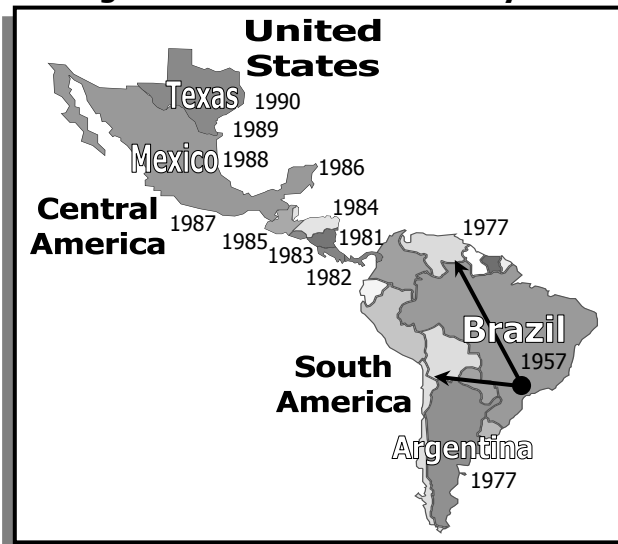 United
States
Texas
1990
1989
Mexico
1988
1986
Central
America
1987
1984
1985
1981
1983
1982
1977
Brazil
1957
South
America
Argentina
1977